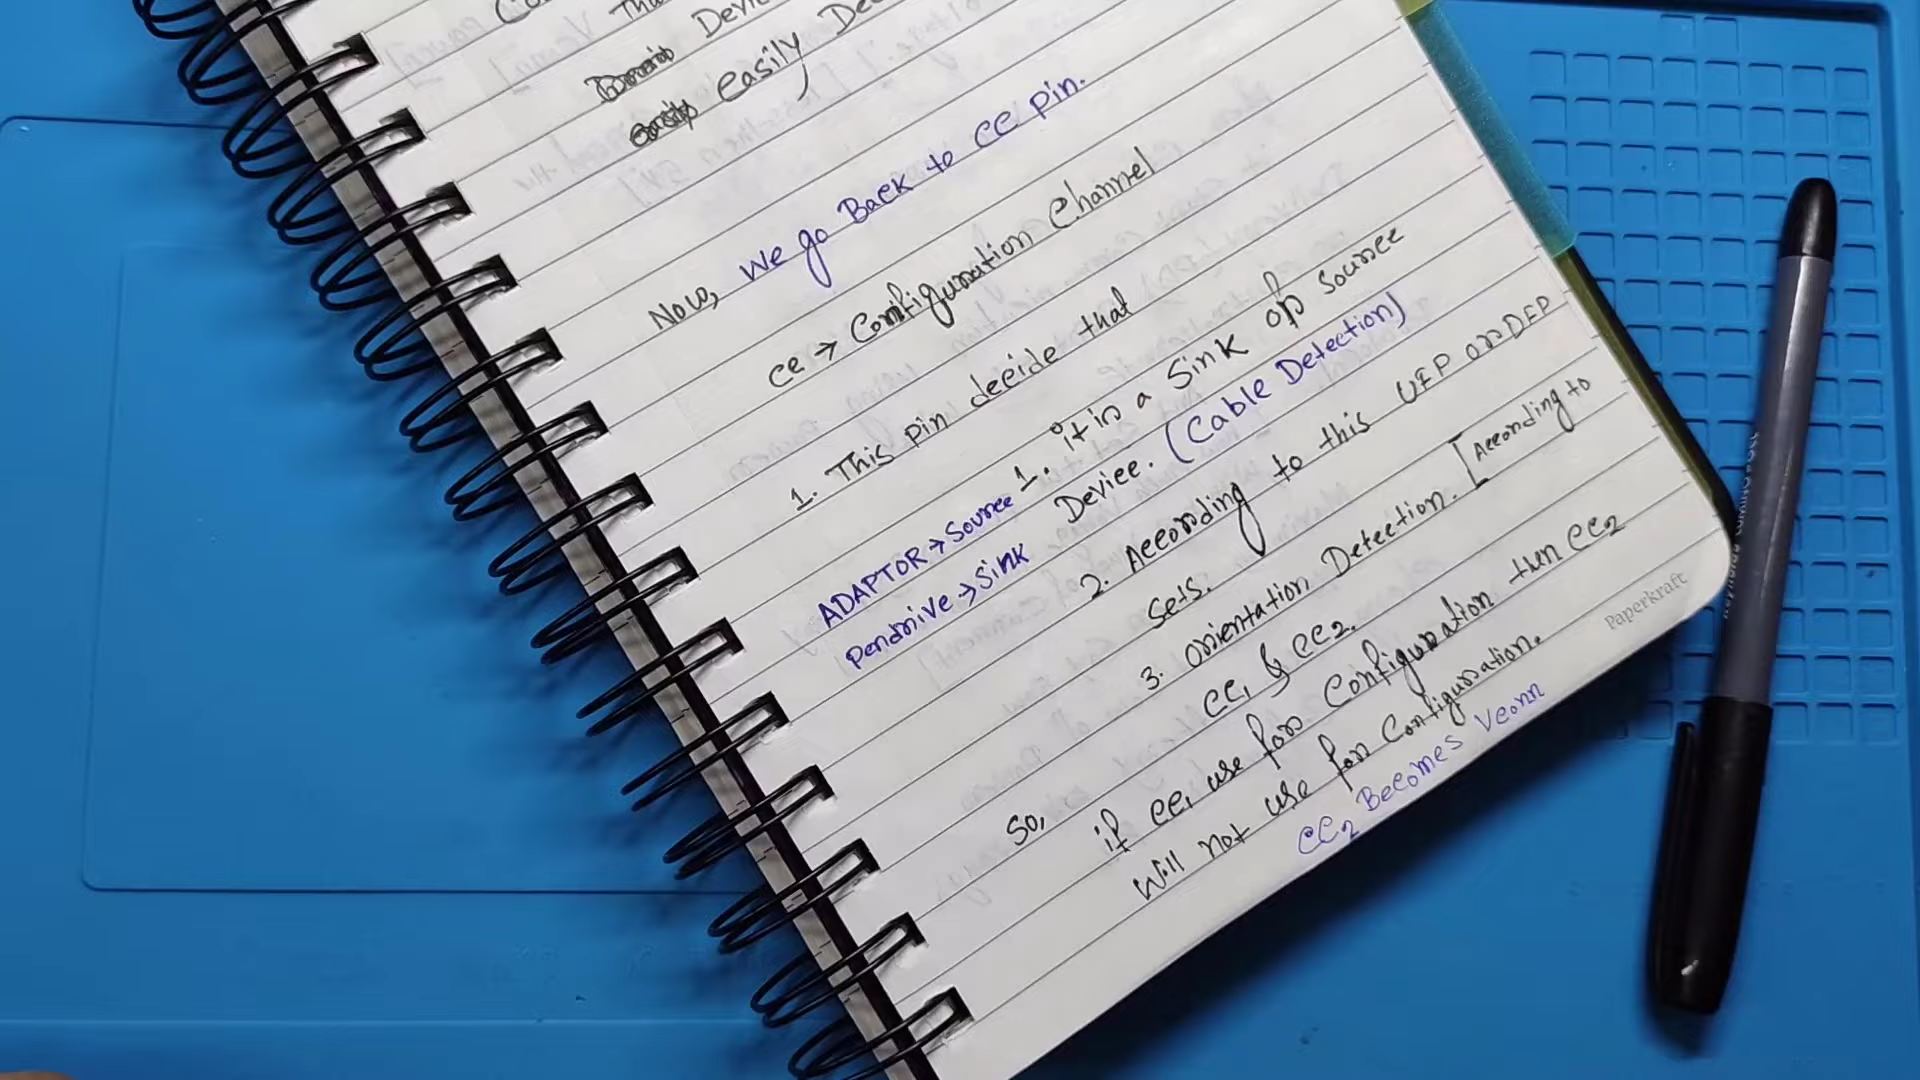 Devi
easily De
Now, we go Back to CC pin.
CC → Configuration Channel
1. This pin decide that
ADAPTOR → Source 1. it is a Sink of Source
Pendrive → Sink Device. (Cable Detection)
2. According to this UFP or DFP
sets.
3. Orientation Detection. [According to
CC1 & CC2.
So,
if CC1 use for Configuration then CC2
will not use for Configuration.
CC2 Becomes Vconn
Paperkraft